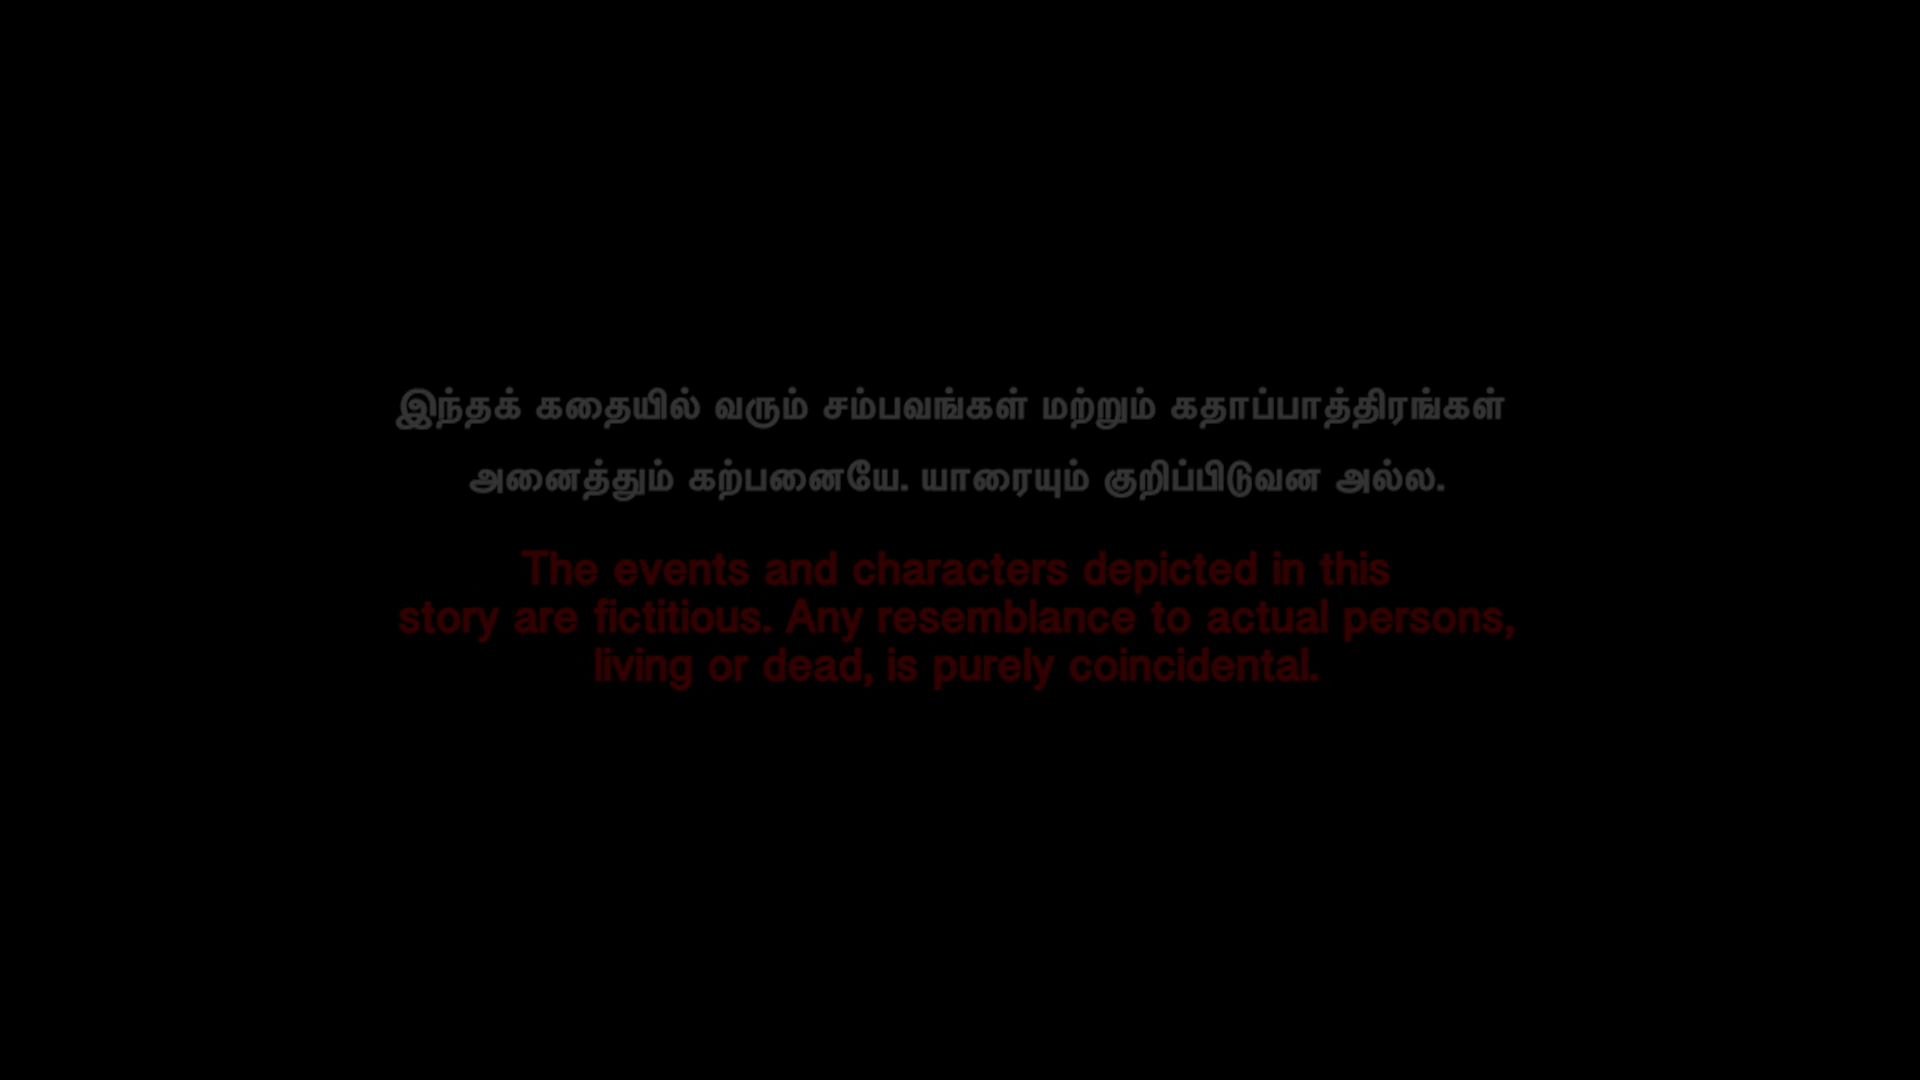 இந்தக் கதையில் வரும் சம்பவங்கள் மற்றும் கதாப்பாத்திரங்கள்
அனைத்தும் கற்பனையே. யாரையும் குறிப்பிடுவன அல்ல.
The events and characters depicted in this
story are fictitious. Any resemblance to actual persons,
living or dead, is purely coincidental.